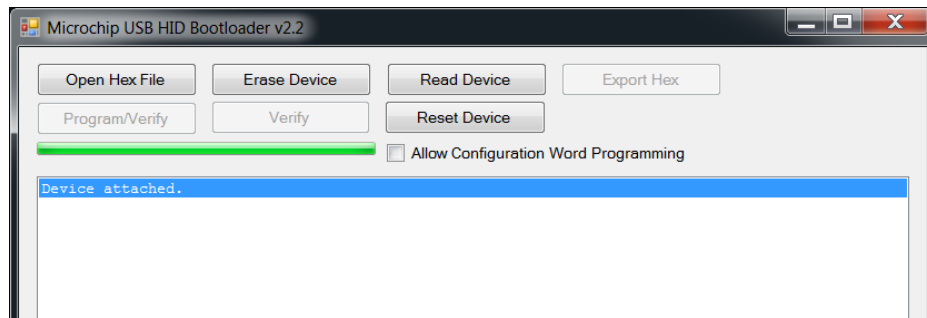 Microchip USB HID Bootloader v2.2
Open Hex File Erase Device Read Device Export Hex
Program/Verify Verify Reset Device
Allow Configuration Word Programming
Device attached.